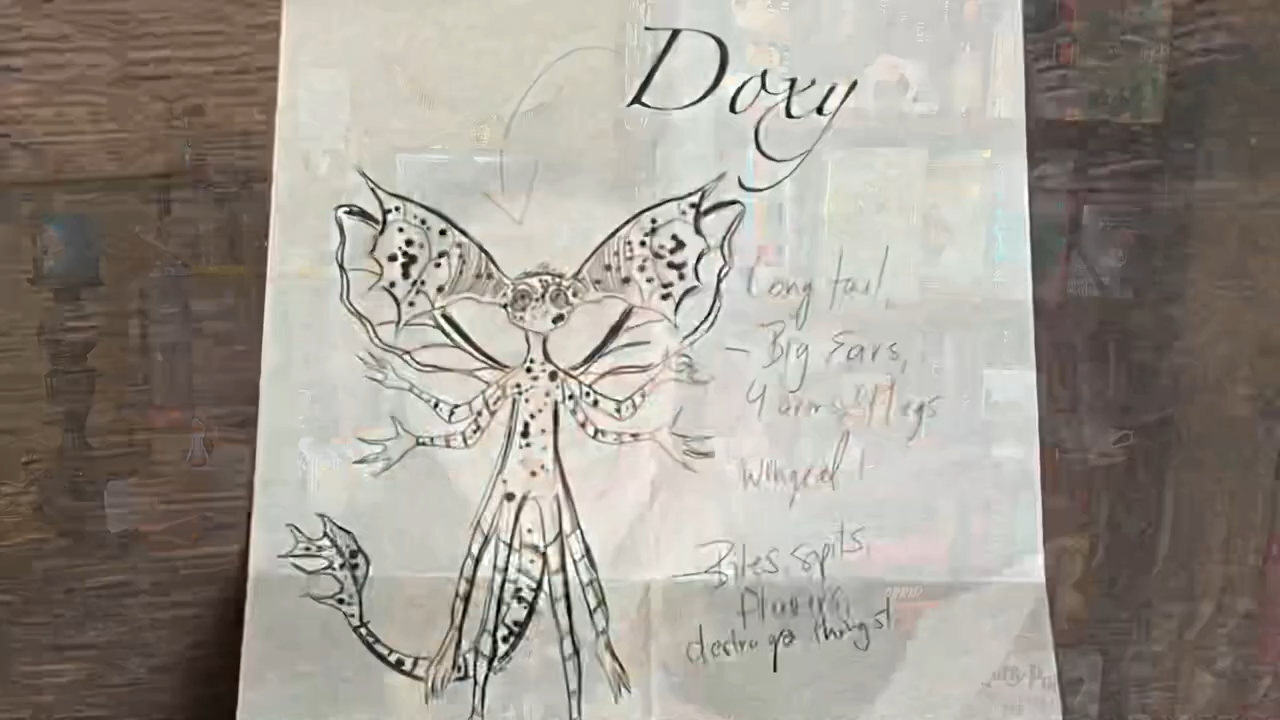 Doxy
Long tail,
- Big Ears,
4 arms 4 legs
winged!
- Bites spits,
destroys things!